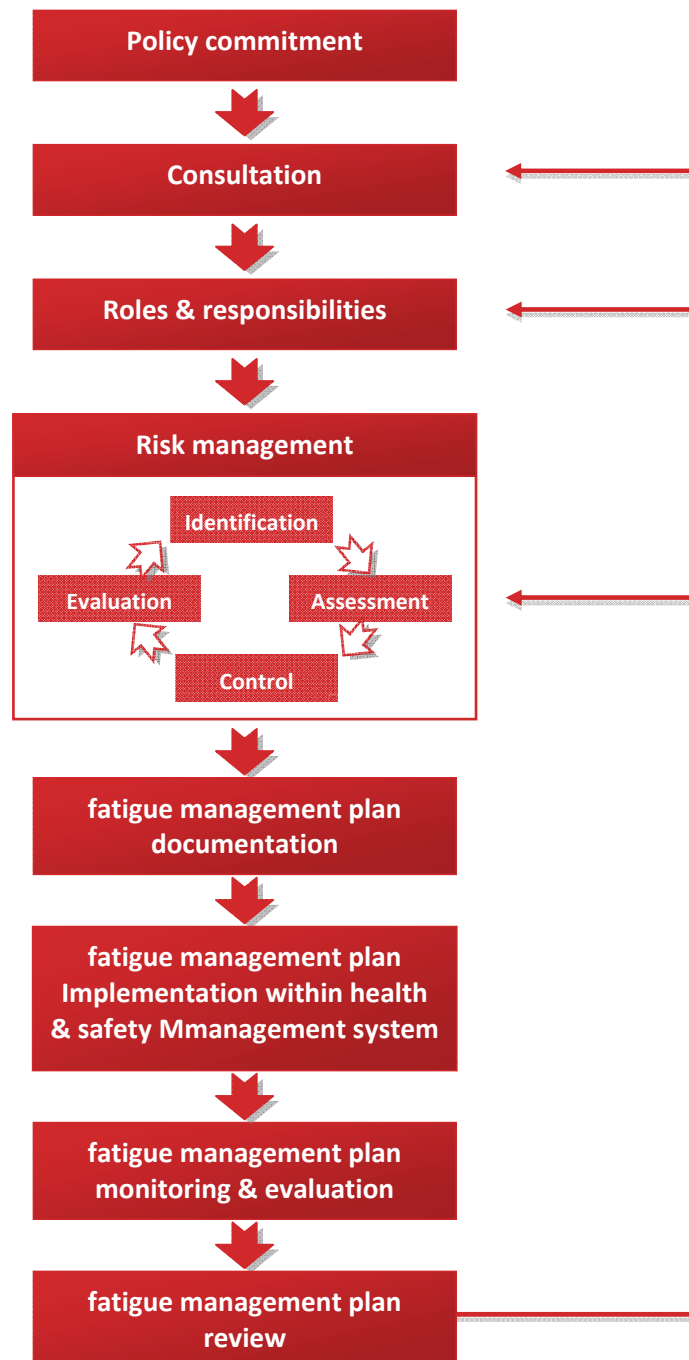 Policy commitment
Consultation
Roles & responsibilities
Risk management
Identification
Evaluation
Assessment
Control
fatigue management plan
documentation
fatigue management plan
Implementation within health
& safety Mmanagement system
fatigue management plan
monitoring & evaluation
fatigue management plan
review